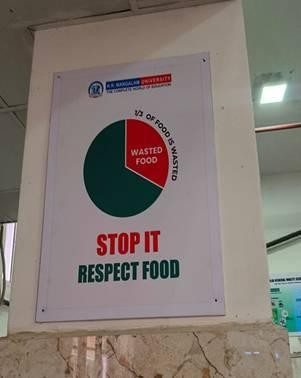 K.R. MANGALAM UNIVERSITY
THE COMPLETE WORLD OF EDUCATION
1/3 OF FOOD IS WASTED
WASTED
FOOD
STOP IT
RESPECT FOOD